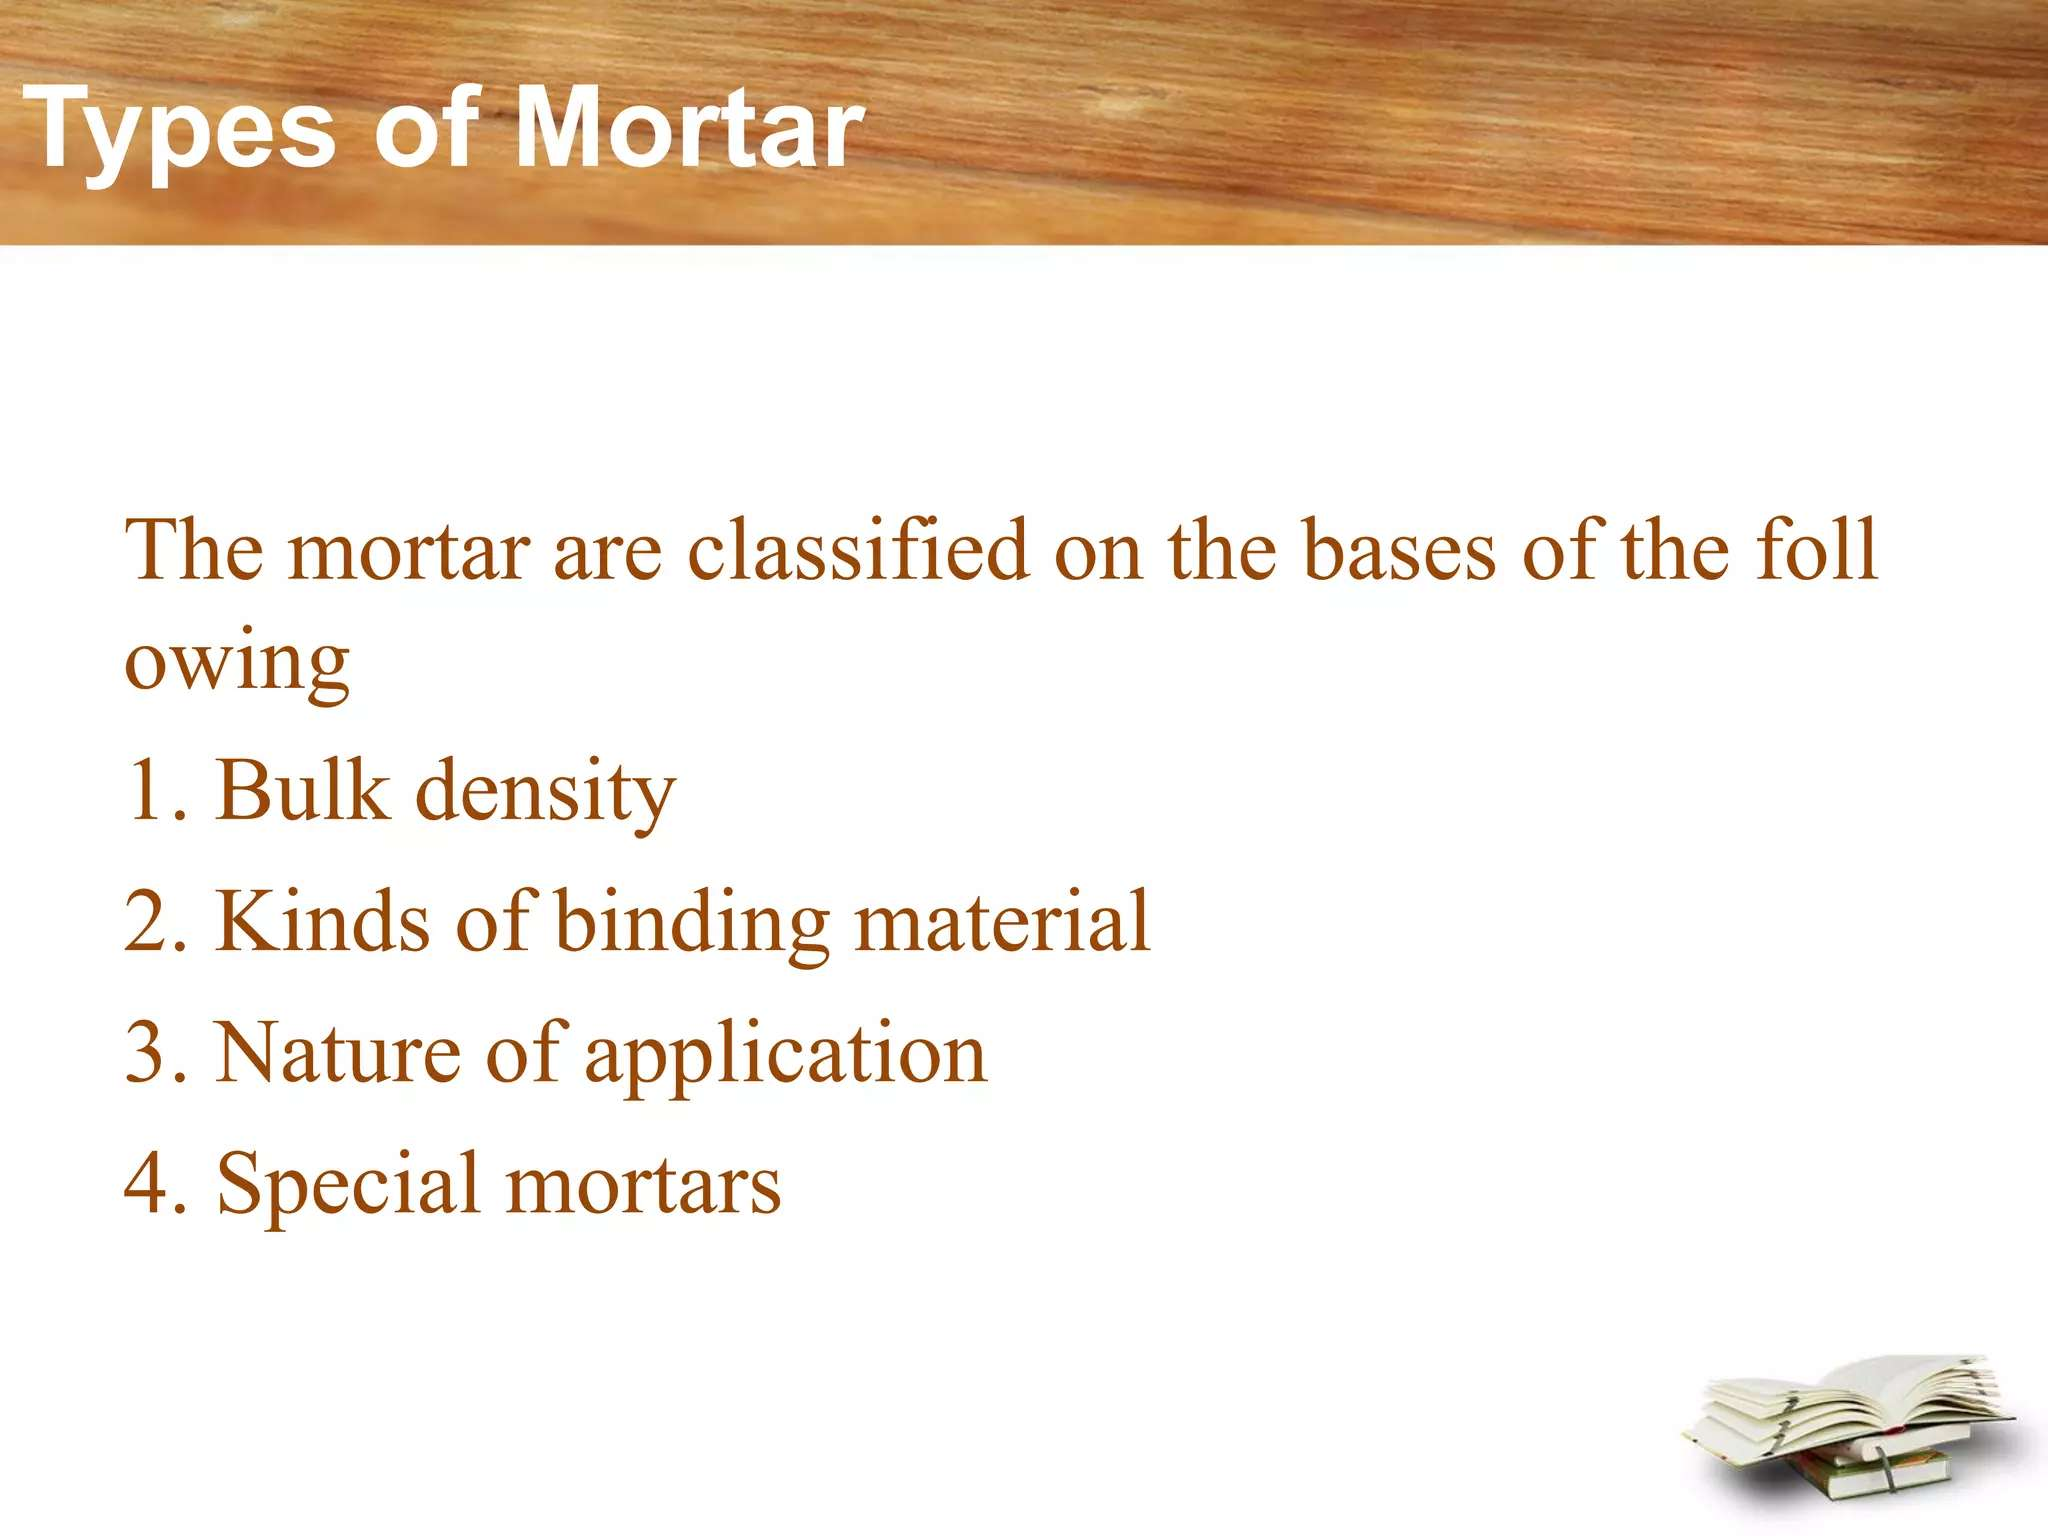 Types of Mortar
The mortar are classified on the bases of the foll
owing
1. Bulk density
2. Kinds of binding material
3. Nature of application
4. Special mortars